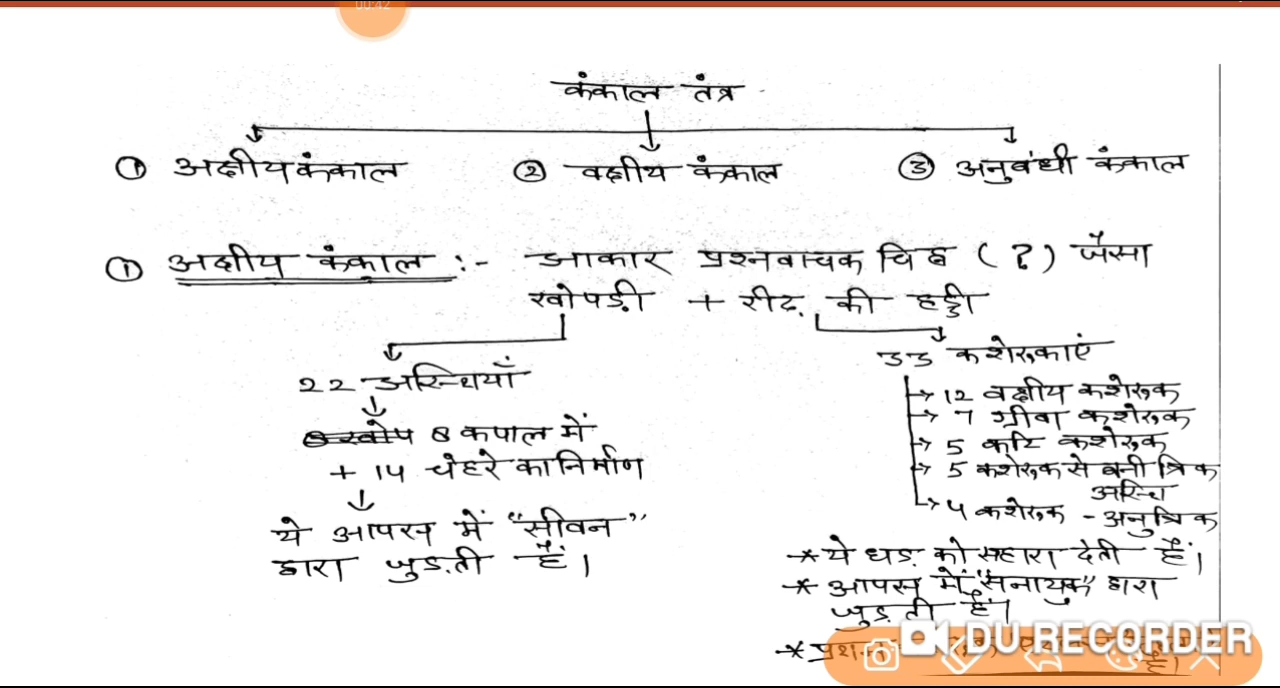 00:42
कंकाल तंत्र
① अक्षीय कंकाल ② वक्षीय कंकाल ③ अनुबंधी कंकाल
① अक्षीय कंकाल :- आकार प्रश्नवाचक चिह्न (?) जैसा
खोपड़ी + रीढ़ की हड्डी
22 अस्थियाँ
8 कपाल में
+ 14 चेहरे का निर्माण
ये आपस में "सीवन"
द्वारा जुड़ती हैं।
33 कशेरुकाएं
→ 12 वक्षीय कशेरुक
→ 7 ग्रीवा कशेरुक
→ 5 कटि कशेरुक
→ 5 कशेरुक से बनी त्रिक
अस्थि
→ 4 कशेरुक - अनुत्रिक
* ये धड़ को सहारा देती हैं।
* आपस में "स्नायुक" द्वारा
जुड़ती हैं।
DU RECORDER